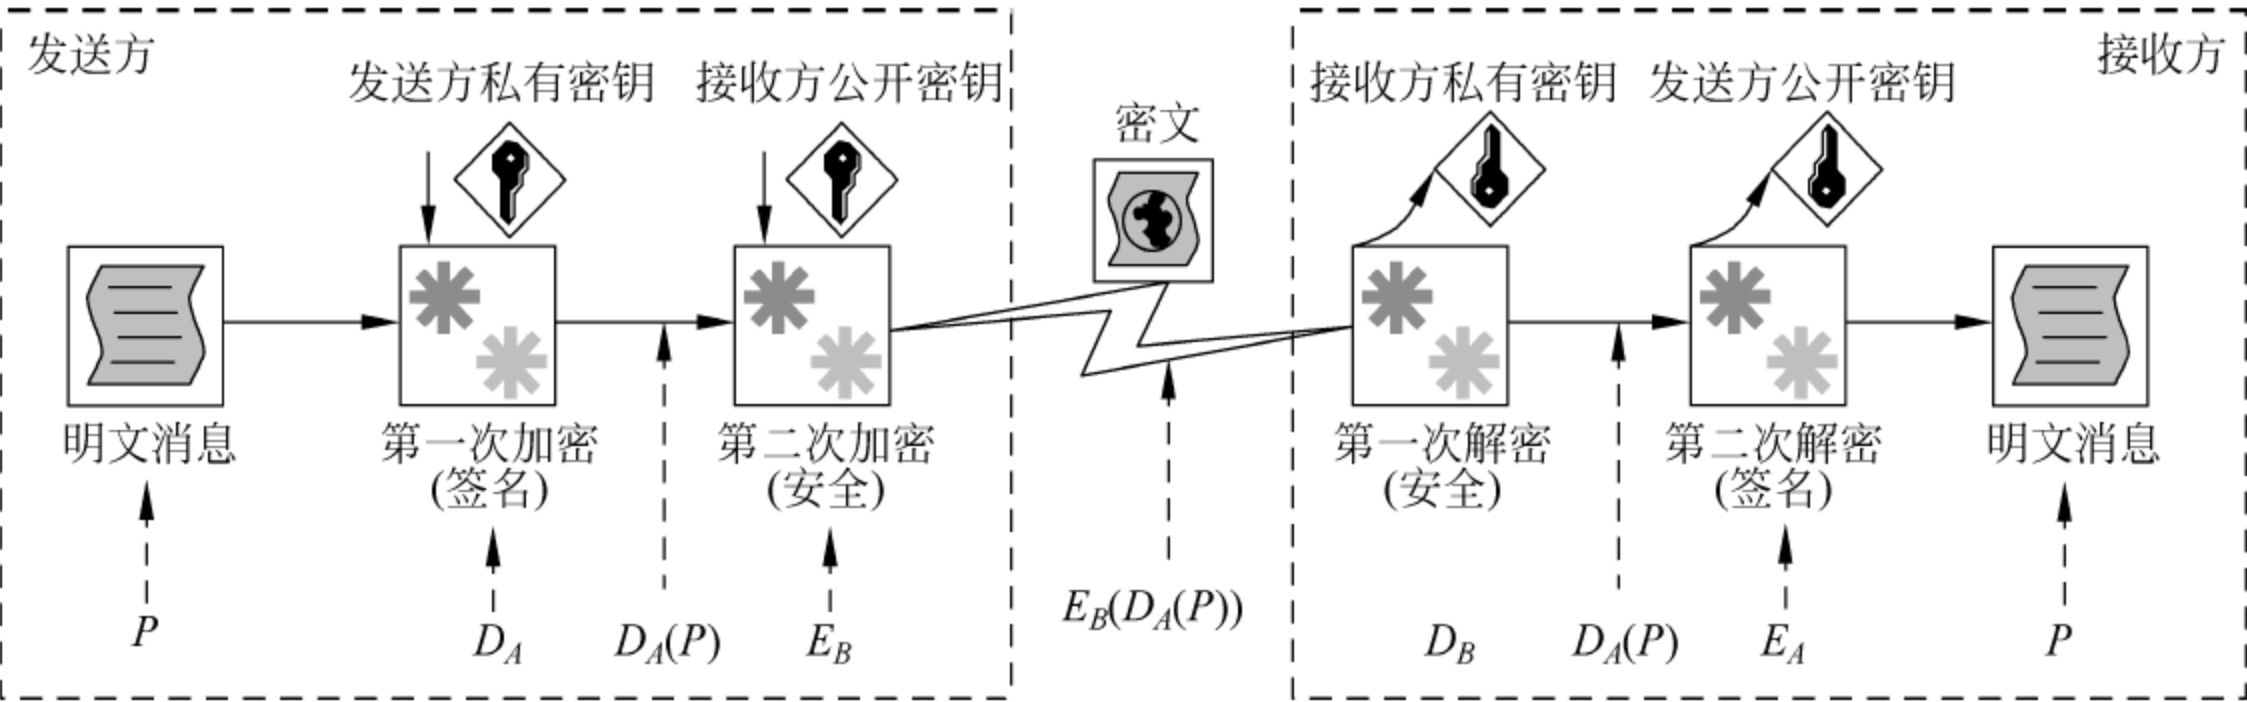 发送方
接收方
发送方私有密钥
接收方公开密钥
密文
接收方私有密钥
发送方公开密钥
明文消息
第一次加密
(签名)
第二次加密
(安全)
第一次解密
(安全)
第二次解密
(签名)
明文消息
P
D_A
D_A(P)
E_B
E_B(D_A(P))
D_B
D_A(P)
E_A
P